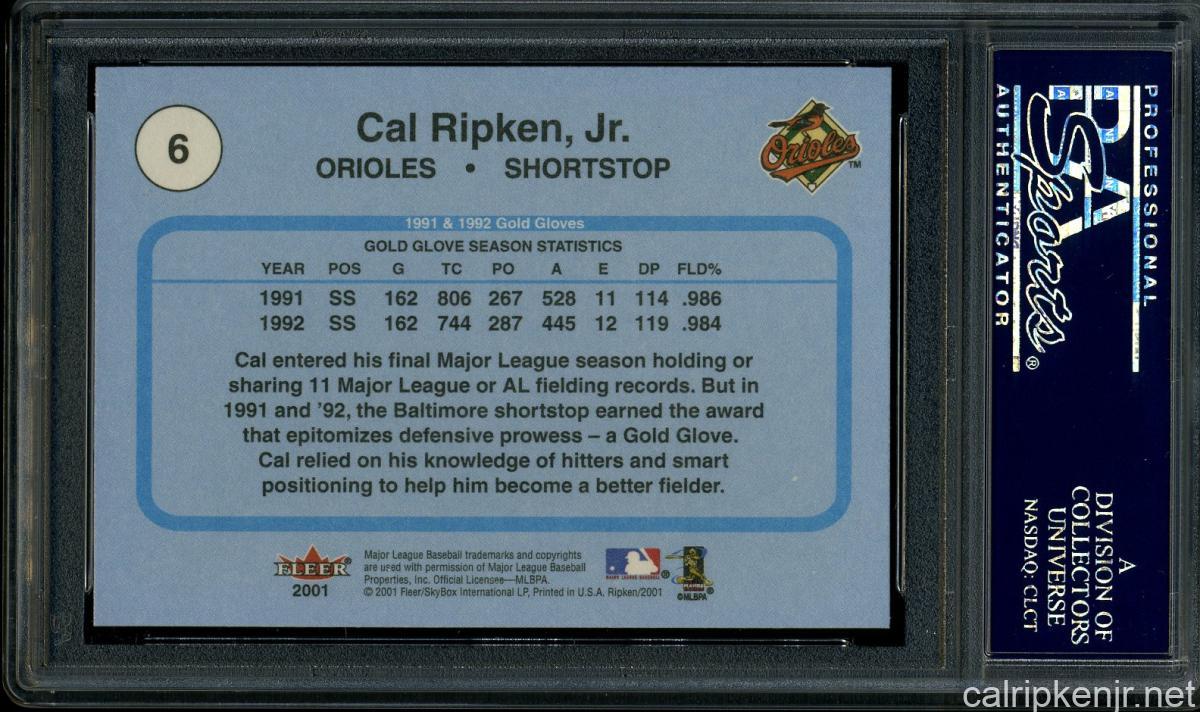 6
Cal Ripken, Jr.
ORIOLES • SHORTSTOP
Orioles
TM
1991 & 1992 Gold Gloves
GOLD GLOVE SEASON STATISTICS
YEAR POS G TC PO A E DP FLD%
1991 SS 162 806 267 528 11 114 .986
1992 SS 162 744 287 445 12 119 .984
Cal entered his final Major League season holding or
sharing 11 Major League or AL fielding records. But in
1991 and '92, the Baltimore shortstop earned the award
that epitomizes defensive prowess – a Gold Glove.
Cal relied on his knowledge of hitters and smart
positioning to help him become a better fielder.
FLEER
2001
Major League Baseball trademarks and copyrights
are used with permission of Major League Baseball
Properties, Inc. Official Licensee—MLBPA.
© 2001 Fleer/SkyBox International LP, Printed in U.S.A. Ripken/2001
MAJOR LEAGUE BASEBALL ®
©MLBPA
PROFESSIONAL
PSA
Sports®
AUTHENTICATOR
A
DIVISION OF
COLLECTORS
UNIVERSE
NASDAQ: CLCT
calripkenjr.net